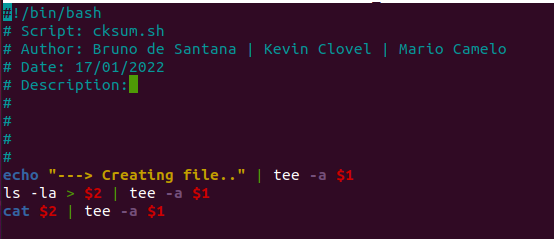 #!/bin/bash
# Script: cksum.sh
# Author: Bruno de Santana | Kevin Clovel | Mario Camelo
# Date: 17/01/2022
# Description:
#
#
#
#
echo "---> Creating file.." | tee -a $1
ls -la > $2 | tee -a $1
cat $2 | tee -a $1